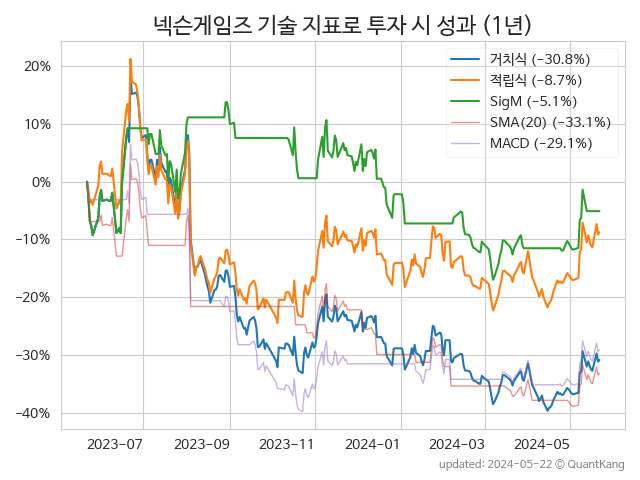 넥슨게임즈 기술 지표로 투자 시 성과 (1년)
거치식 (−30.8%)
적립식 (−8.7%)
SigM (−5.1%)
SMA(20) (−33.1%)
MACD (−29.1%)
20%
10%
0%
−10%
−20%
−30%
−40%
2023-07 2023-09 2023-11 2024-01 2024-03 2024-05
updated: 2024-05-22 ⓒ QuantKang